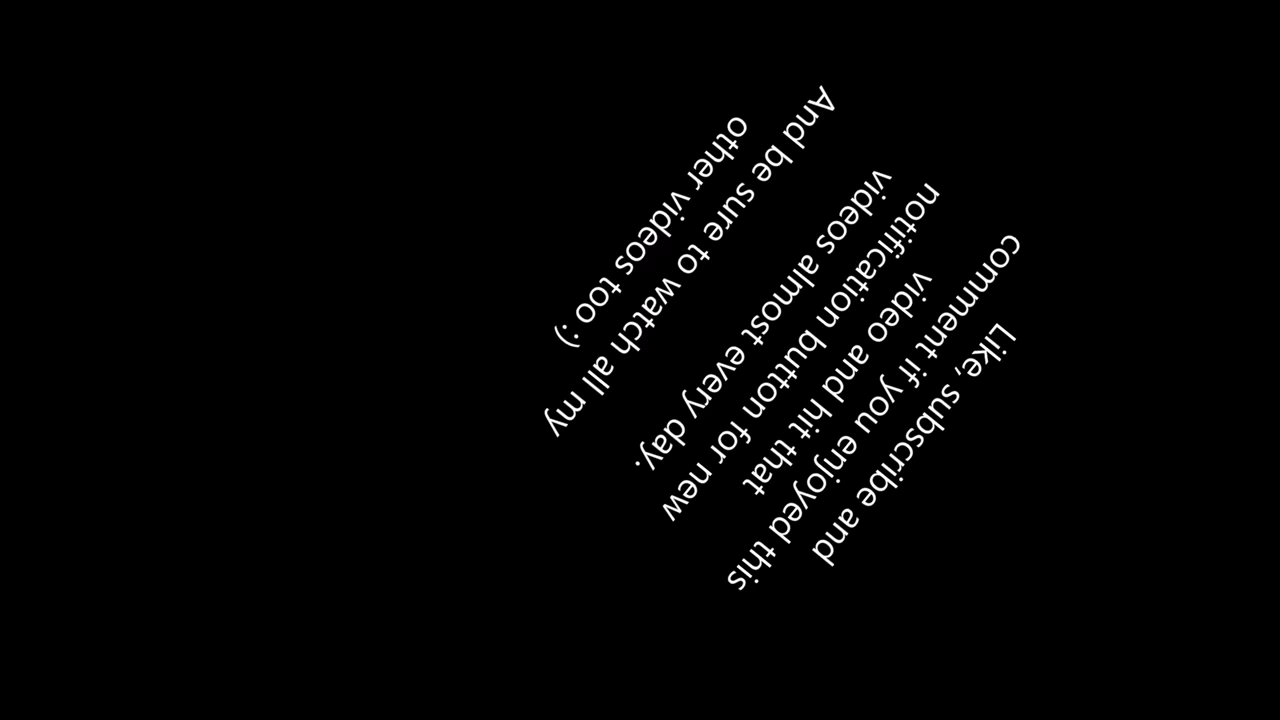 Like, subscribe and
comment if you enjoyed this
video and hit that
notification button for new
videos almost every day.
And be sure to watch all my
other videos too :)